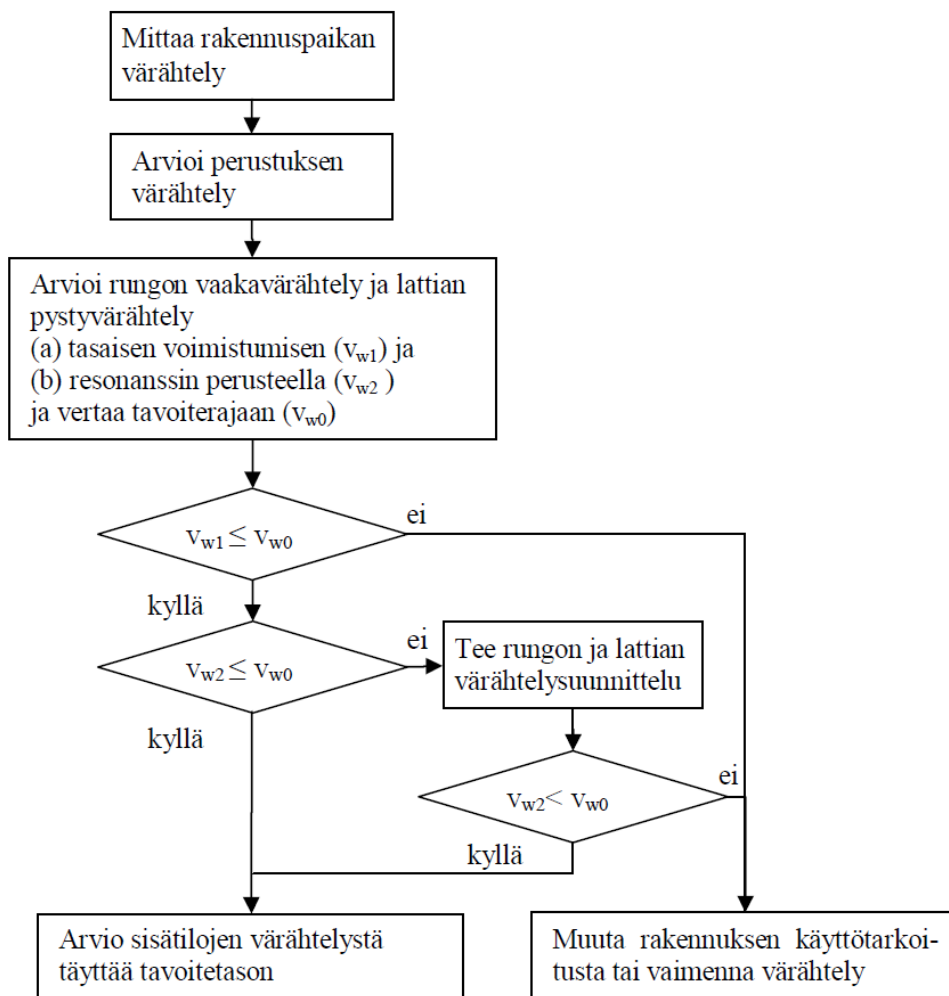 Mittaa rakennuspaikan
värähtely
Arvioi perustuksen
värähtely
Arvioi rungon vaakavärähtely ja lattian
pystyvärähtely
(a) tasaisen voimistumisen (vw1) ja
(b) resonanssin perusteella (vw2 )
ja vertaa tavoiterajaan (vw0)
vw1 ≤ vw0
ei
kyllä
vw2 ≤ vw0
ei
Tee rungon ja lattian
värähtelysuunnittelu
kyllä
vw2< vw0
ei
kyllä
Arvio sisätilojen värähtelystä
täyttää tavoitetason
Muuta rakennuksen käyttötarkoi-
tusta tai vaimenna värähtely